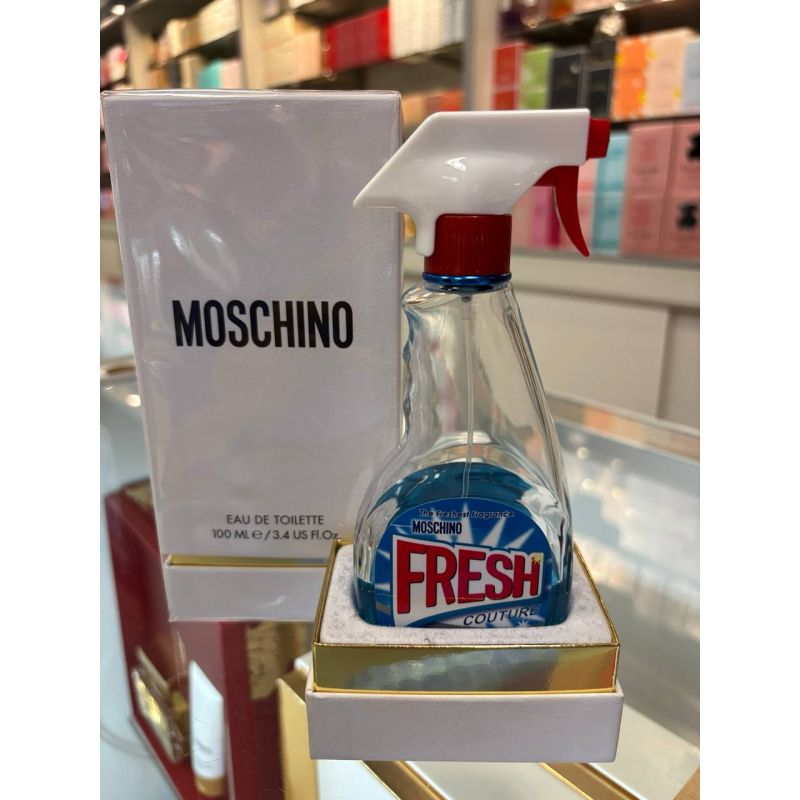 MOSCHINO
EAU DE TOILETTE
100 ML e / 3.4 US Fl.Oz.
The Freshest Fragrance
MOSCHINO
FRESH
COUTURE